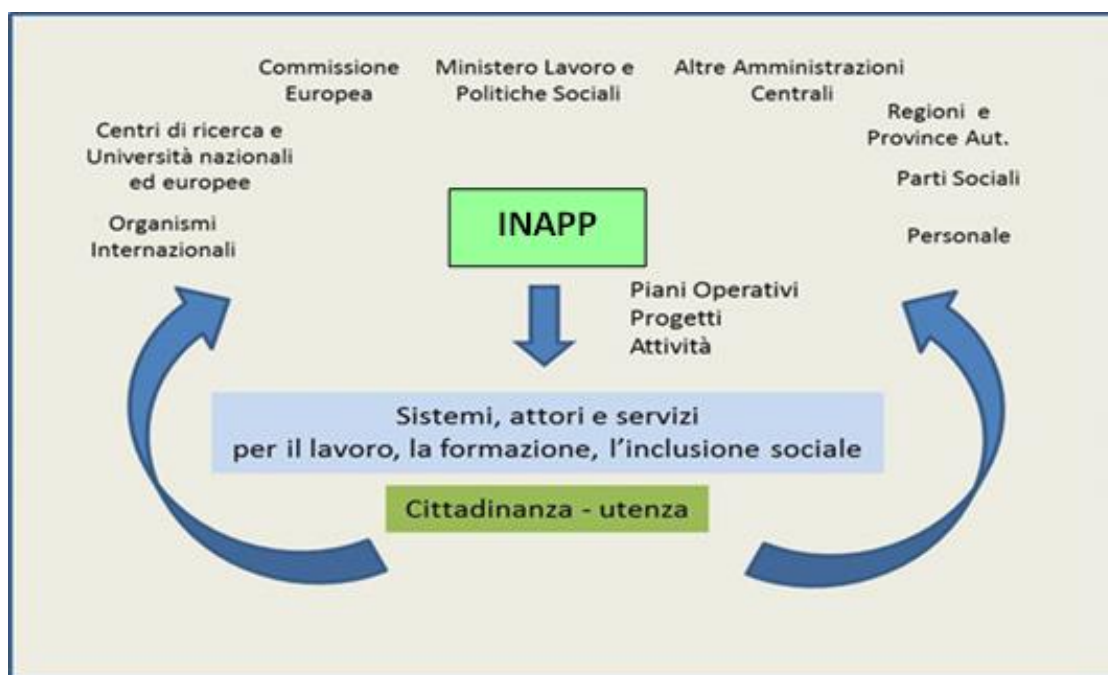 Commissione
Europea
Ministero Lavoro e
Politiche Sociali
Altre Amministrazioni
Centrali
Regioni e
Province Aut.
Centri di ricerca e
Università nazionali
ed europee
Parti Sociali
Organismi
Internazionali
INAPP
Personale
Piani Operativi
Progetti
Attività
Sistemi, attori e servizi
per il lavoro, la formazione, l'inclusione sociale
Cittadinanza - utenza